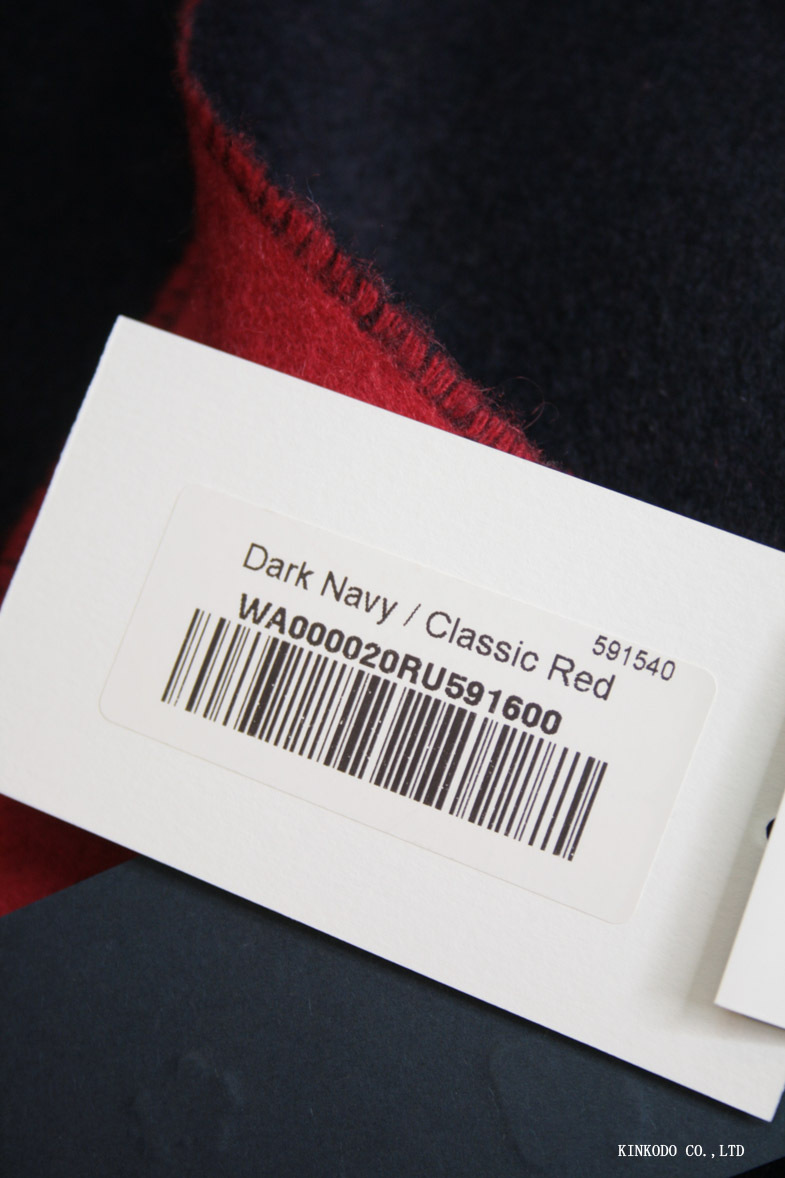 Dark Navy / Classic Red
591540
WA000020RU591600
KINKODO CO.,LTD